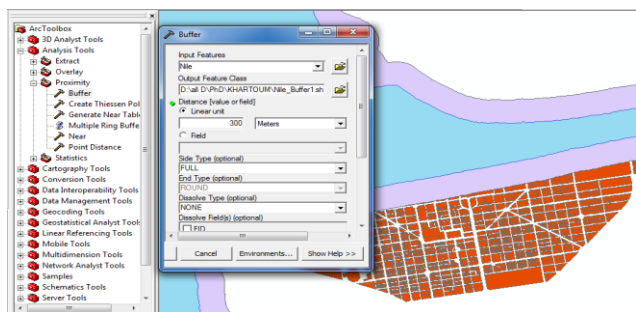 ArcToolbox
3D Analyst Tools
Analysis Tools
Extract
Overlay
Proximity
Buffer
Create Thiessen Pol
Generate Near Table
Multiple Ring Buffe
Near
Point Distance
Statistics
Cartography Tools
Conversion Tools
Data Interoperability Tools
Data Management Tools
Geocoding Tools
Geostatistical Analyst Tools
Linear Referencing Tools
Mobile Tools
Multidimension Tools
Network Analyst Tools
Samples
Schematics Tools
Server Tools
Buffer
Input Features
Nile
Output Feature Class
D:\all D\PhD\KHARTOUM\Nile_Buffer1.sh
Distance [value or field]
Linear unit
300 Meters
Field
Side Type (optional)
FULL
End Type (optional)
ROUND
Dissolve Type (optional)
NONE
Dissolve Field(s) (optional)
FID
Cancel Environments... Show Help >>